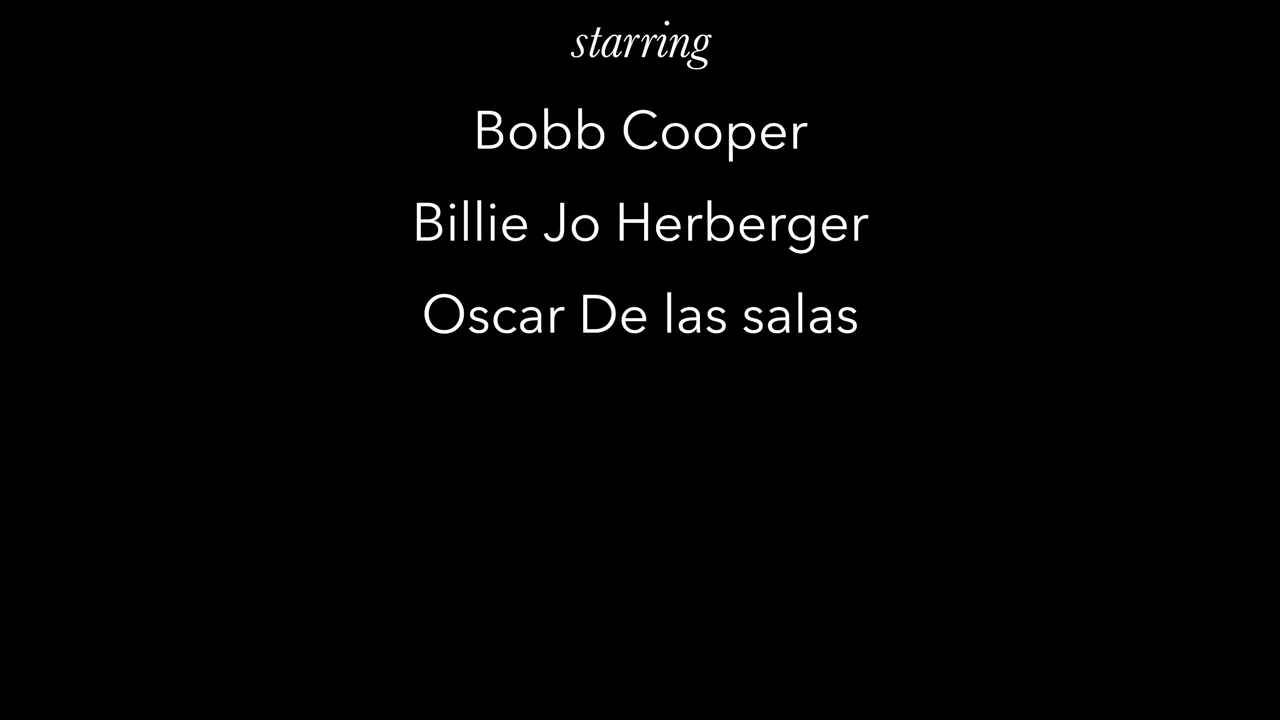 starring
Bobb Cooper
Billie Jo Herberger
Oscar De las salas